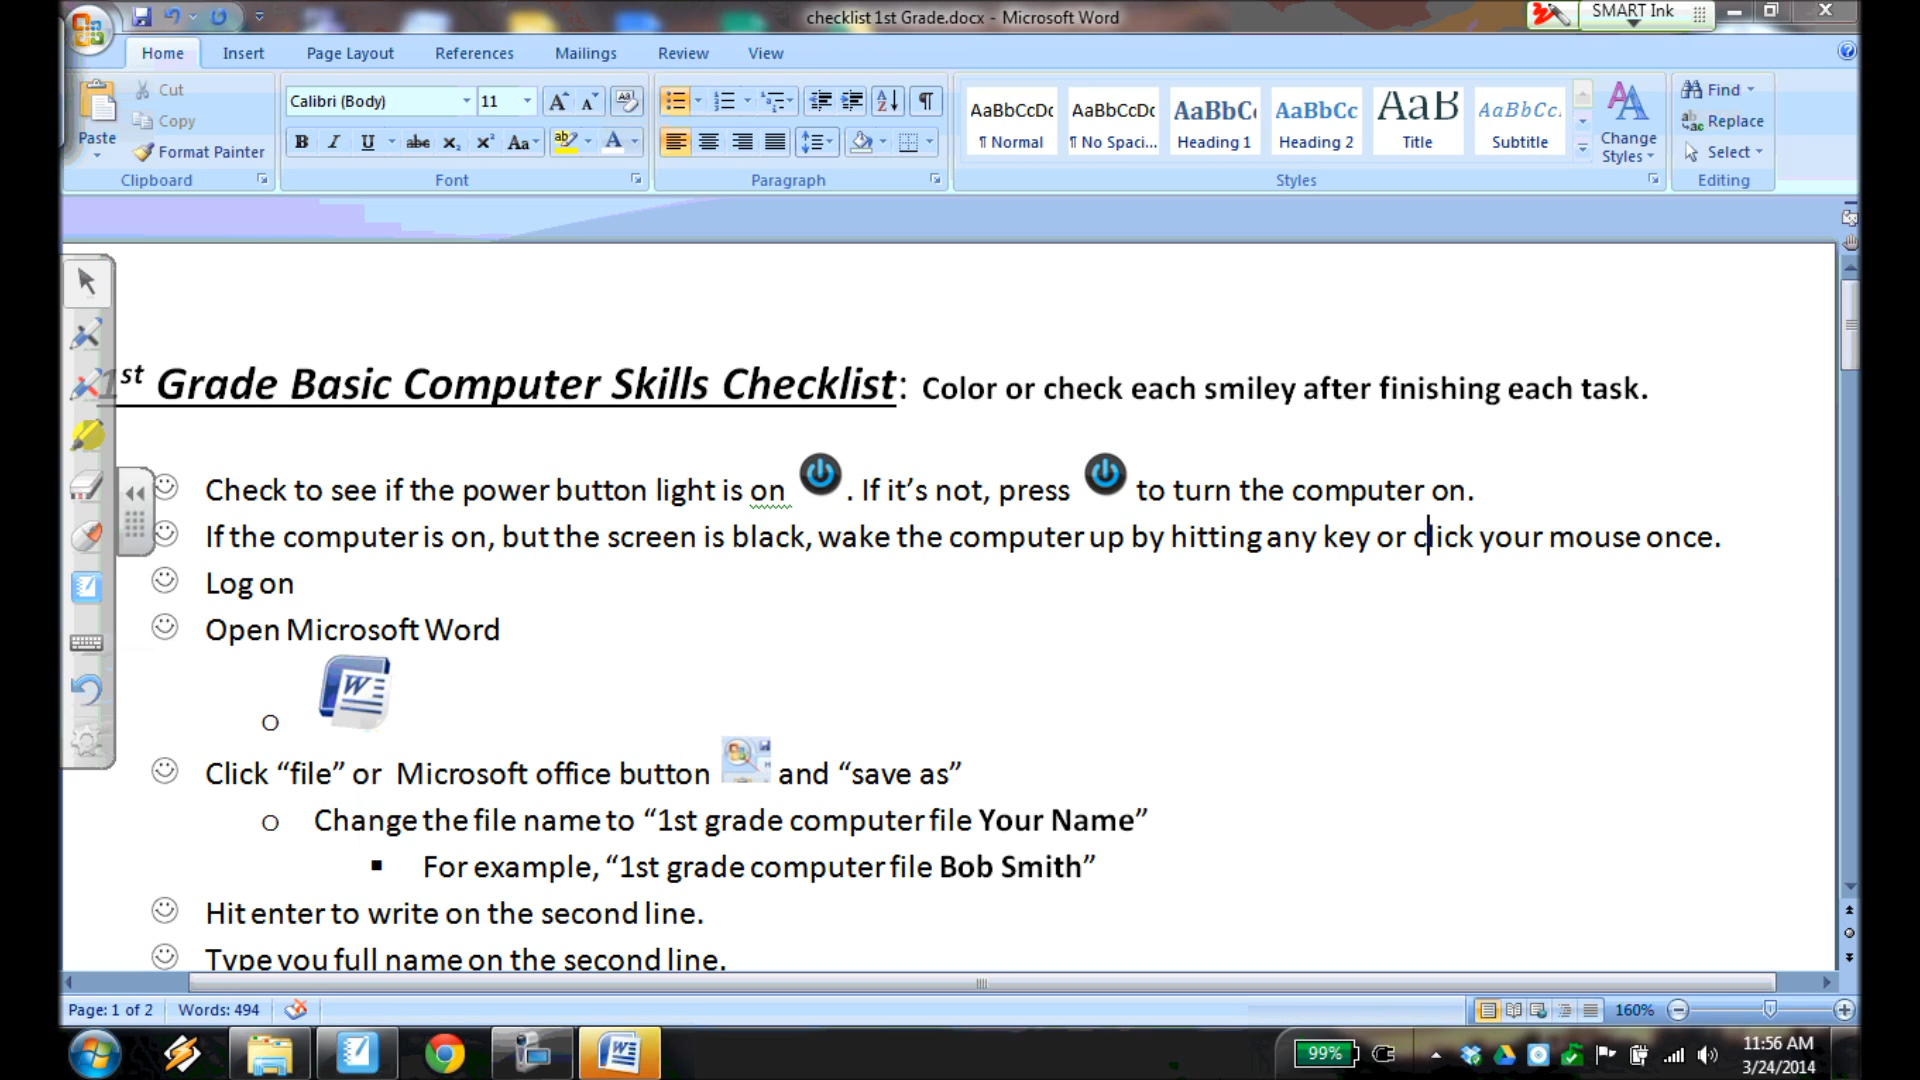 checklist 1st Grade.docx - Microsoft Word
SMART Ink
Home Insert Page Layout References Mailings Review View
Paste
Cut
Copy
Format Painter
Clipboard
Calibri (Body) 11
B I U abc x₂ x² Aa ab A
Font
Paragraph
AaBbCcDc AaBbCcDc AaBbC AaBbCc AaB AaBbCc.
¶ Normal ¶ No Spaci... Heading 1 Heading 2 Title Subtitle
Change Styles
Styles
Find
Replace
Select
Editing
1st Grade Basic Computer Skills Checklist: Color or check each smiley after finishing each task.
Check to see if the power button light is on . If it’s not, press to turn the computer on.
If the computer is on, but the screen is black, wake the computer up by hitting any key or click your mouse once.
Log on
Open Microsoft Word
Click “file” or Microsoft office button and “save as”
Change the file name to “1st grade computer file Your Name”
For example, “1st grade computer file Bob Smith”
Hit enter to write on the second line.
Type you full name on the second line.
Page: 1 of 2 Words: 494 160%
99%
11:56 AM
3/24/2014